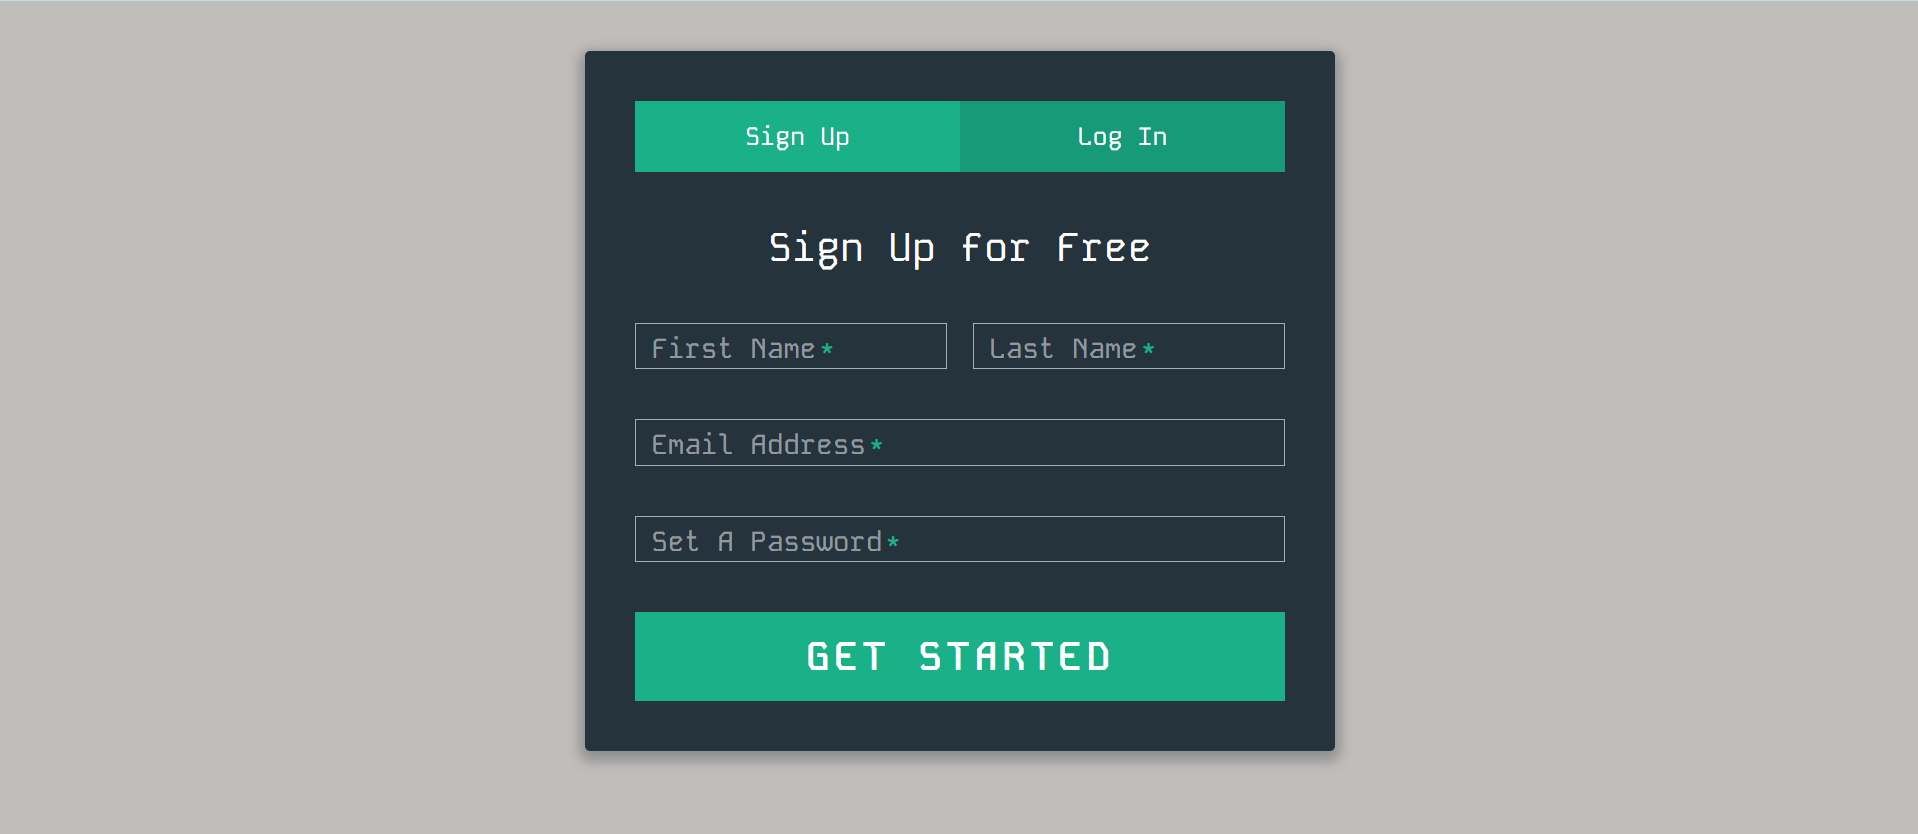 Sign Up Log In
Sign Up for Free
First Name* Last Name*
Email Address*
Set A Password*
GET STARTED